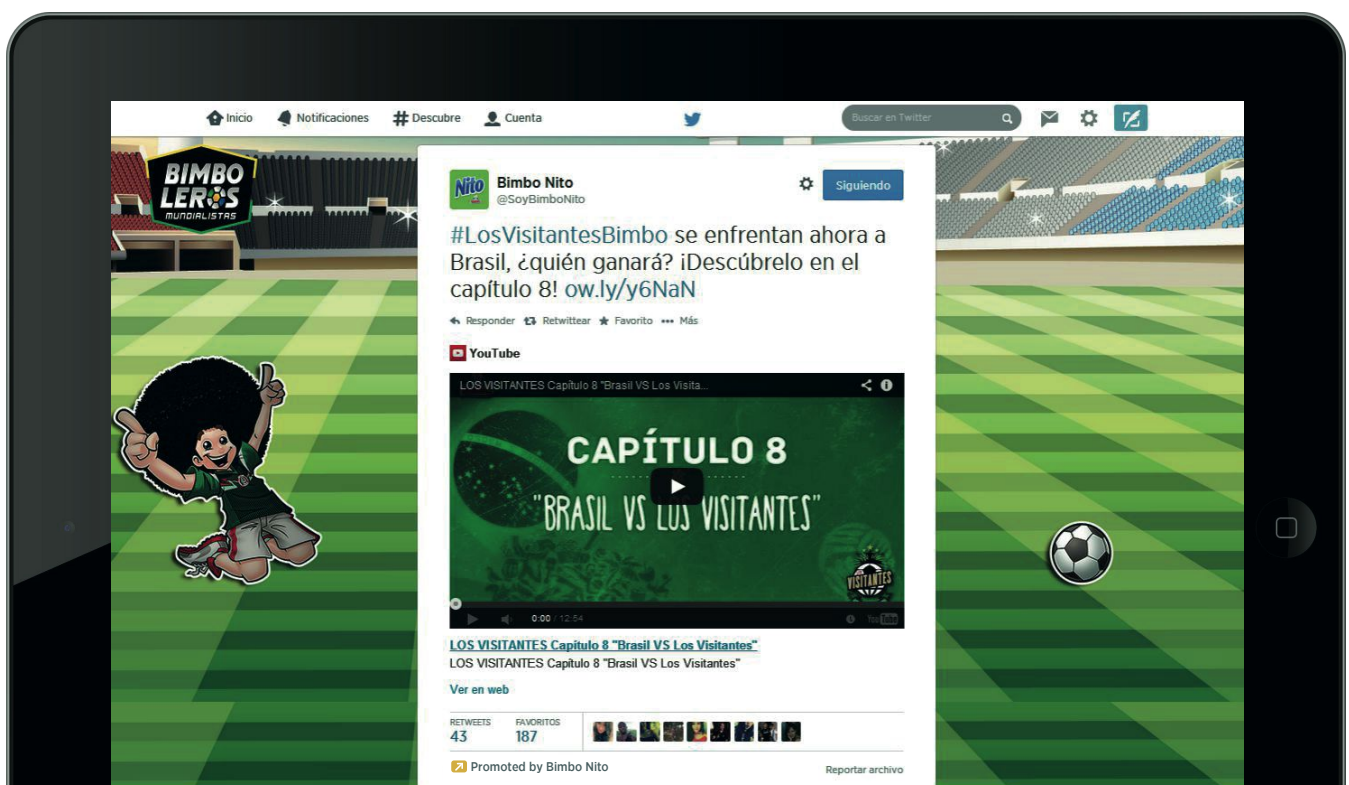 Inicio Notificaciones # Descubre Cuenta Buscar en Twitter
BIMBO
LEROS
MUNDIALISTAS
Nito
Bimbo Nito
@SoyBimboNito
Siguiendo
#LosVisitantesBimbo se enfrentan ahora a
Brasil, ¿quién ganará? ¡Descúbrelo en el
capítulo 8! ow.ly/y6NaN
Responder Retwittear Favorito ••• Más
YouTube
LOS VISITANTES Capítulo 8 "Brasil VS Los Visita...
CAPÍTULO 8
"BRASIL VS LOS VISITANTES"
VISITANTES
0:00 / 12:54 YouTube
LOS VISITANTES Capítulo 8 "Brasil VS Los Visitantes"
LOS VISITANTES Capítulo 8 "Brasil VS Los Visitantes"
Ver en web
RETWEETS FAVORITOS
43 187
Promoted by Bimbo Nito
Reportar archivo